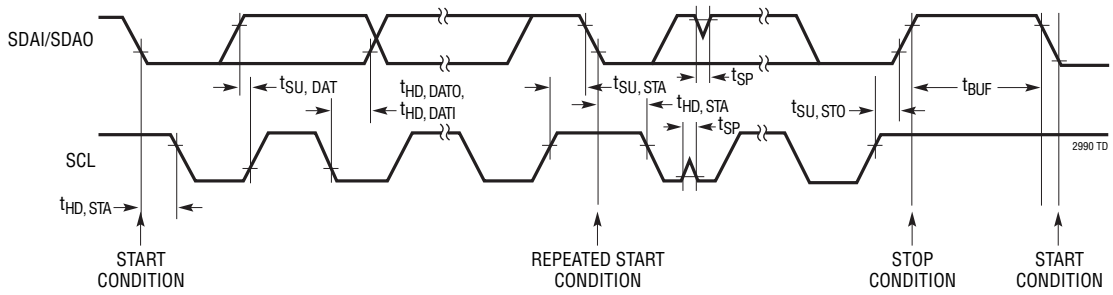 SDAI/SDAO
tSU, DAT
tHD, DATO,
tHD, DATI
tSU, STA
tHD, STA
tSP
tSP
tSU, STO
tBUF
SCL
2990 TD
tHD, STA
START
CONDITION
REPEATED START
CONDITION
STOP
CONDITION
START
CONDITION